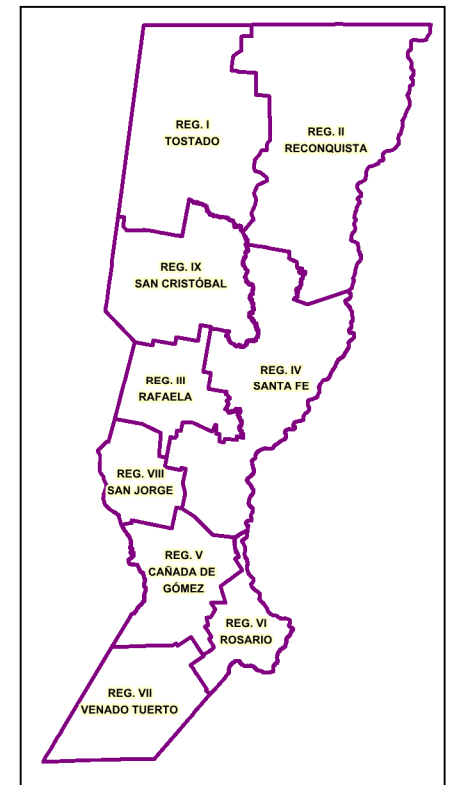 REG. I
TOSTADO
REG. II
RECONQUISTA
REG. IX
SAN CRISTÓBAL
REG. IV
SANTA FE
REG. III
RAFAELA
REG. VIII
SAN JORGE
REG. V
CAÑADA DE
GÓMEZ
REG. VI
ROSARIO
REG. VII
VENADO TUERTO